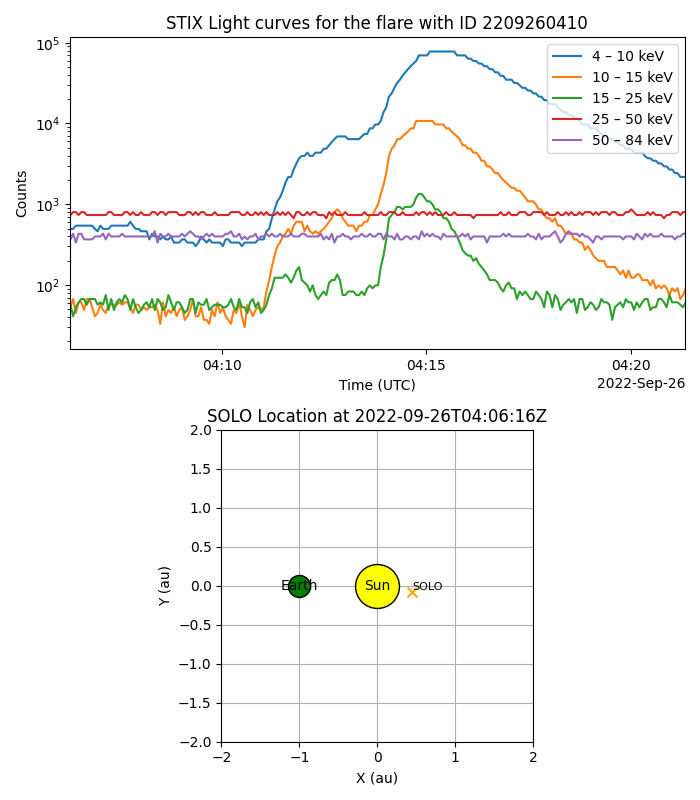 STIX Light curves for the flare with ID 2209260410
10⁵
10⁴
10³
10²
Counts
4 – 10 keV
10 – 15 keV
15 – 25 keV
25 – 50 keV
50 – 84 keV
04:10 04:15 04:20
Time (UTC)
2022-Sep-26
SOLO Location at 2022-09-26T04:06:16Z
2.0
1.5
1.0
0.5
0.0
−0.5
−1.0
−1.5
−2.0
Y (au)
Earth Sun SOLO
−2 −1 0 1 2
X (au)